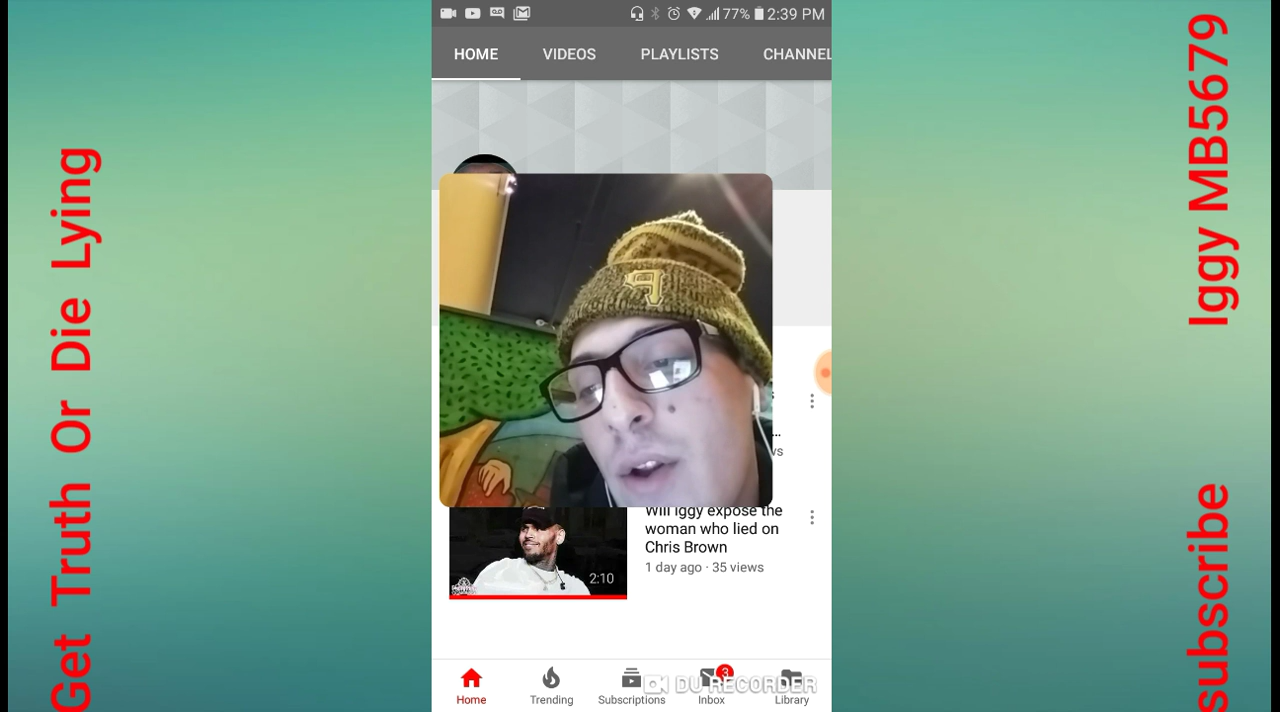 77% 2:39 PM
HOME VIDEOS PLAYLISTS CHANNEL
P
...
ws
Will Iggy expose the
woman who lied on
Chris Brown
1 day ago · 35 views
2:10
3
DU RECORDER
Home Trending Subscriptions Inbox Library
Get Truth Or Die Lying
Iggy MB5679
subscribe